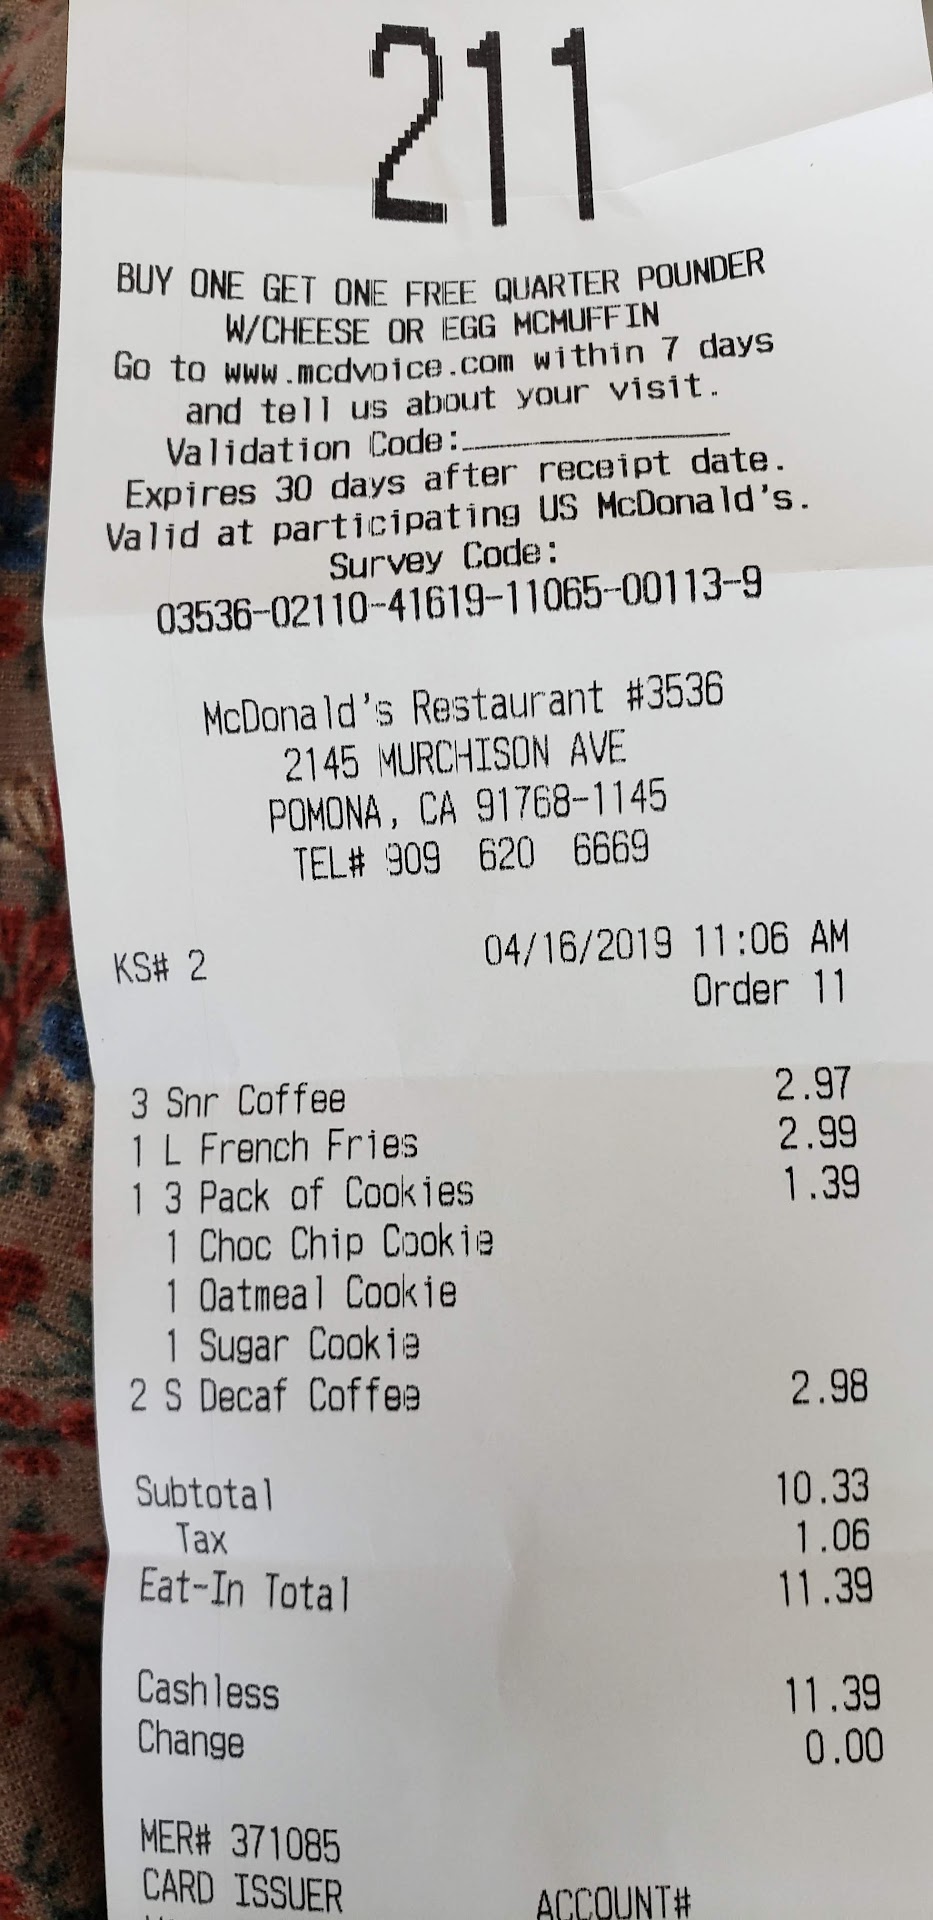 211
BUY ONE GET ONE FREE QUARTER POUNDER
W/CHEESE OR EGG MCMUFFIN
Go to www.mcdvoice.com within 7 days
and tell us about your visit.
Validation Code:
Expires 30 days after receipt date.
Valid at participating US McDonald's.
Survey Code:
03536-02110-41619-11065-00113-9
McDonald's Restaurant #3536
2145 MURCHISON AVE
POMONA, CA 91768-1145
TEL# 909 620 6669
KS# 2 04/16/2019 11:06 AM
Order 11
3 Snr Coffee 2.97
1 L French Fries 2.99
1 3 Pack of Cookies 1.39
1 Choc Chip Cookie
1 Oatmeal Cookie
1 Sugar Cookie
2 S Decaf Coffee 2.98
Subtotal 10.33
Tax 1.06
Eat-In Total 11.39
Cashless 11.39
Change 0.00
MER# 371085
CARD ISSUER ACCOUNT#